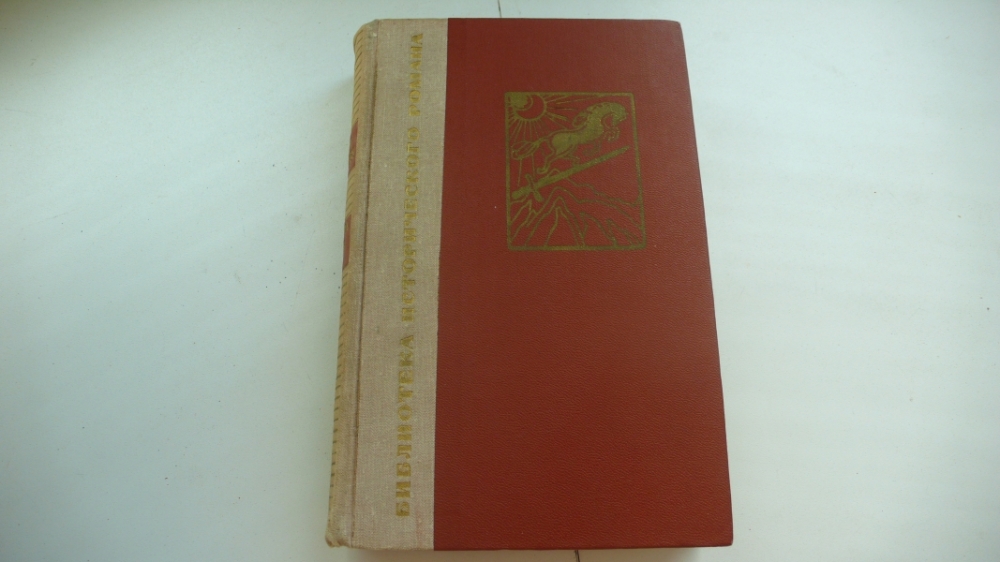 БИБЛИОТЕКА ИСТОРИЧЕСКОГО РОМАНА